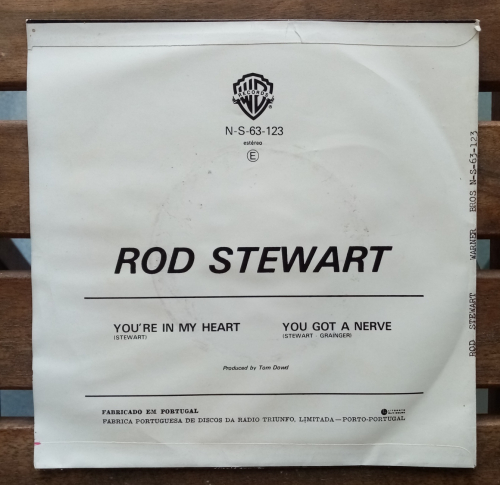 WB
RECORDS
N-S-63-123
estéreo
E
ROD STEWART
YOU'RE IN MY HEART
(STEWART)
YOU GOT A NERVE
(STEWART - GRAINGER)
Produced by Tom Dowd
FABRICADO EM PORTUGAL
FABRICA PORTUGUESA DE DISCOS DA RADIO TRIUNFO, LIMITADA — PORTO-PORTUGAL
ROD STEWART WARNER BROS N-S-63-123